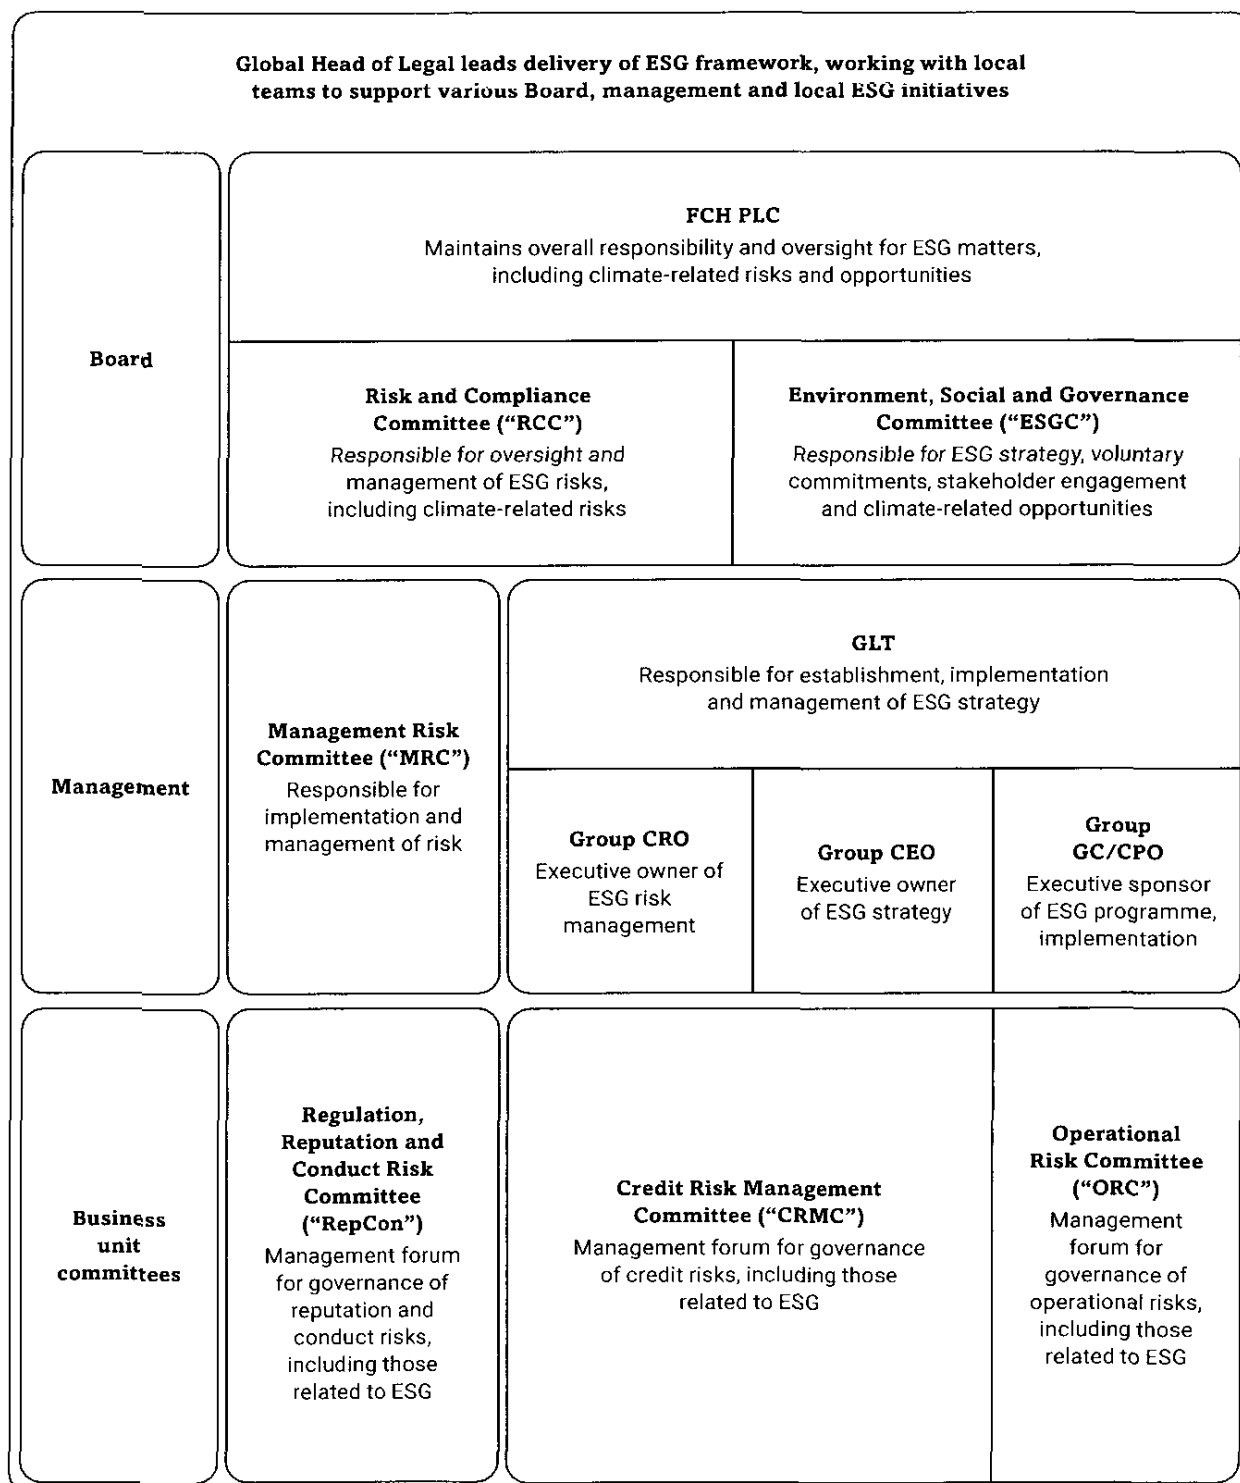 Global Head of Legal leads delivery of ESG framework, working with local
teams to support various Board, management and local ESG initiatives
Board
FCH PLC
Maintains overall responsibility and oversight for ESG matters,
including climate-related risks and opportunities
Risk and Compliance
Committee (“RCC”)
Responsible for oversight and
management of ESG risks,
including climate-related risks
Environment, Social and Governance
Committee (“ESGC”)
Responsible for ESG strategy, voluntary
commitments, stakeholder engagement
and climate-related opportunities
Management
Management Risk
Committee (“MRC”)
Responsible for
implementation and
management of risk
GLT
Responsible for establishment, implementation
and management of ESG strategy
Group CRO
Executive owner of
ESG risk
management
Group CEO
Executive owner
of ESG strategy
Group
GC/CPO
Executive sponsor
of ESG programme,
implementation
Business
unit
committees
Regulation,
Reputation and
Conduct Risk
Committee
(“RepCon”)
Management forum
for governance of
reputation and
conduct risks,
including those
related to ESG
Credit Risk Management
Committee (“CRMC”)
Management forum for governance
of credit risks, including those
related to ESG
Operational
Risk Committee
(“ORC”)
Management
forum for
governance of
operational risks,
including those
related to ESG